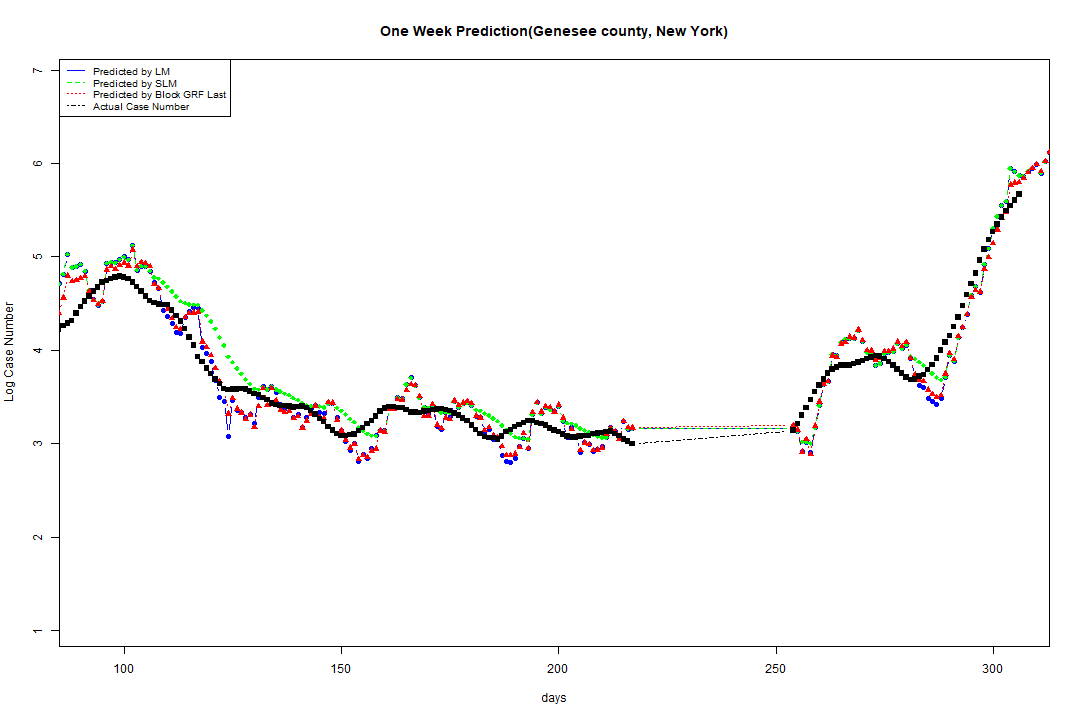 One Week Prediction(Genesee county, New York)
Predicted by LM
Predicted by SLM
Predicted by Block GRF Last
Actual Case Number
7
6
5
4
3
2
1
Log Case Number
100 150 200 250 300
days